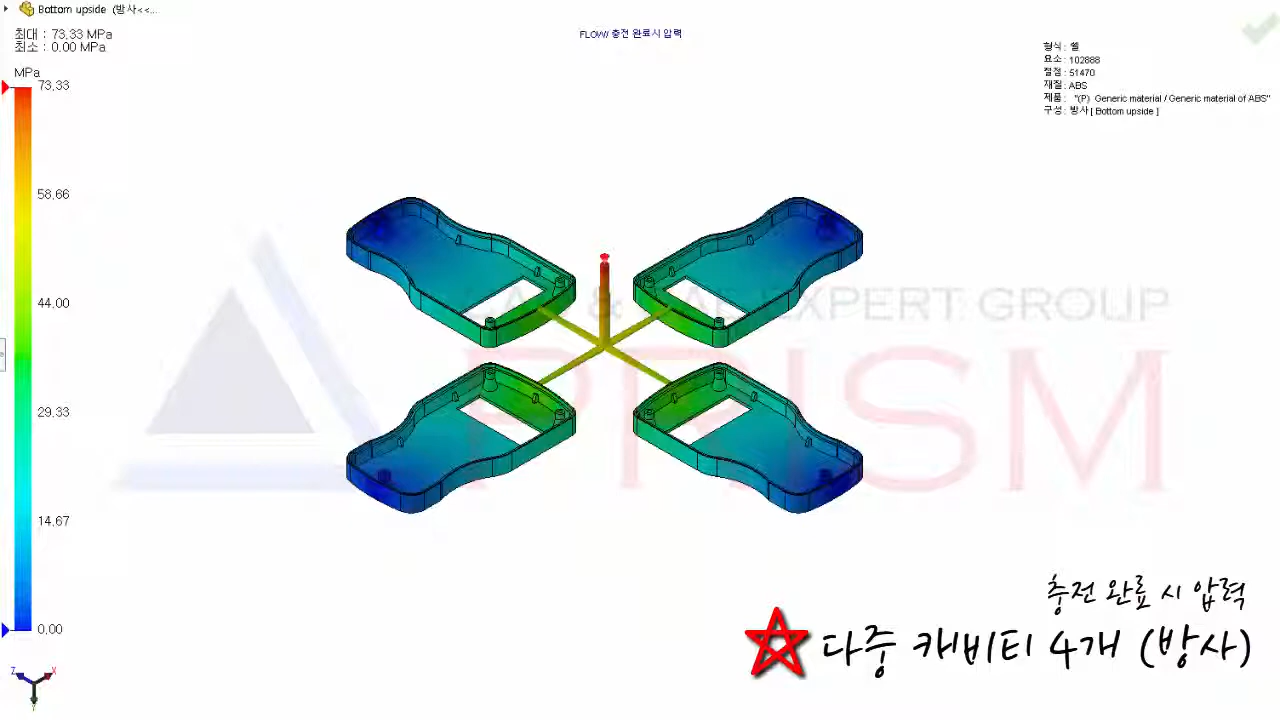 Bottom upside (방사<<...
최대 : 73.33 MPa
최소 : 0.00 MPa
FLOW/ 충전 완료시 압력
형식 : 쉘
요소 : 102888
절점 : 51470
재질 : ABS
제품 : "(P) Generic material / Generic material of ABS"
구성 : 방사 [ Bottom upside ]
MPa
73.33
58.66
44.00
29.33
14.67
0.00
EXPERT GROUP
PRISM
Z
X
Y
충전 완료 시 압력
다중 캐비티 4개 (방사)